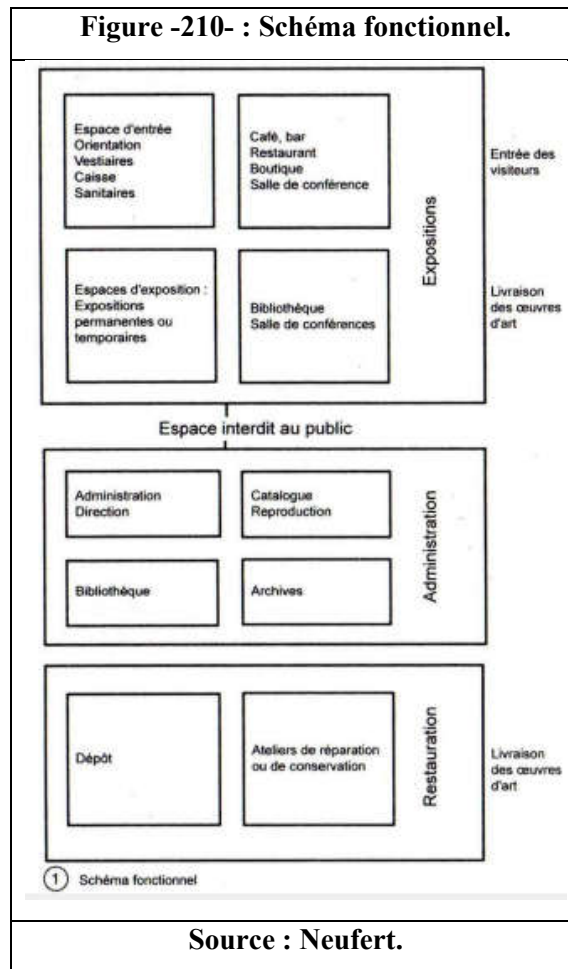 Figure -210- : Schéma fonctionnel.
Espace d'entrée
Orientation
Vestiaires
Caisse
Sanitaires
Café, bar
Restaurant
Boutique
Salle de conférence
Espaces d'exposition :
Expositions
permanentes ou
temporaires
Bibliothèque
Salle de conférences
Expositions
Entrée des
visiteurs
Livraison
des œuvres
d'art
Espace interdit au public
Administration
Direction
Catalogue
Reproduction
Bibliothèque
Archives
Administration
Dépôt
Ateliers de réparation
ou de conservation
Restauration
Livraison
des œuvres
d'art
1 Schéma fonctionnel
Source : Neufert.